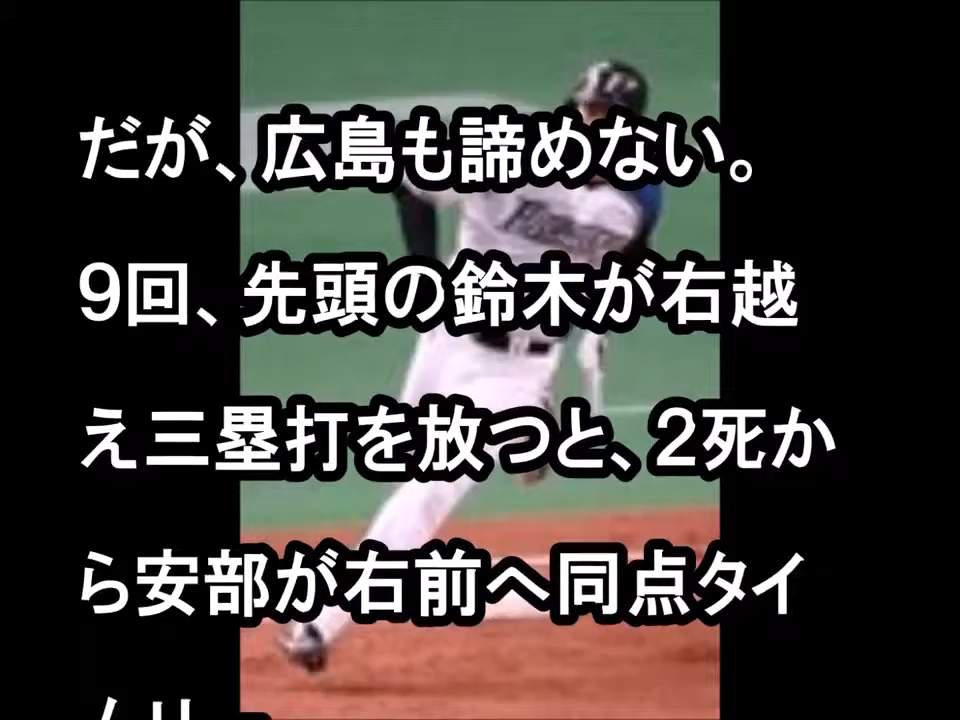 だが、広島も諦めない。
９回、先頭の鈴木が右越
え三塁打を放つと、２死か
ら安部が右前へ同点タイ